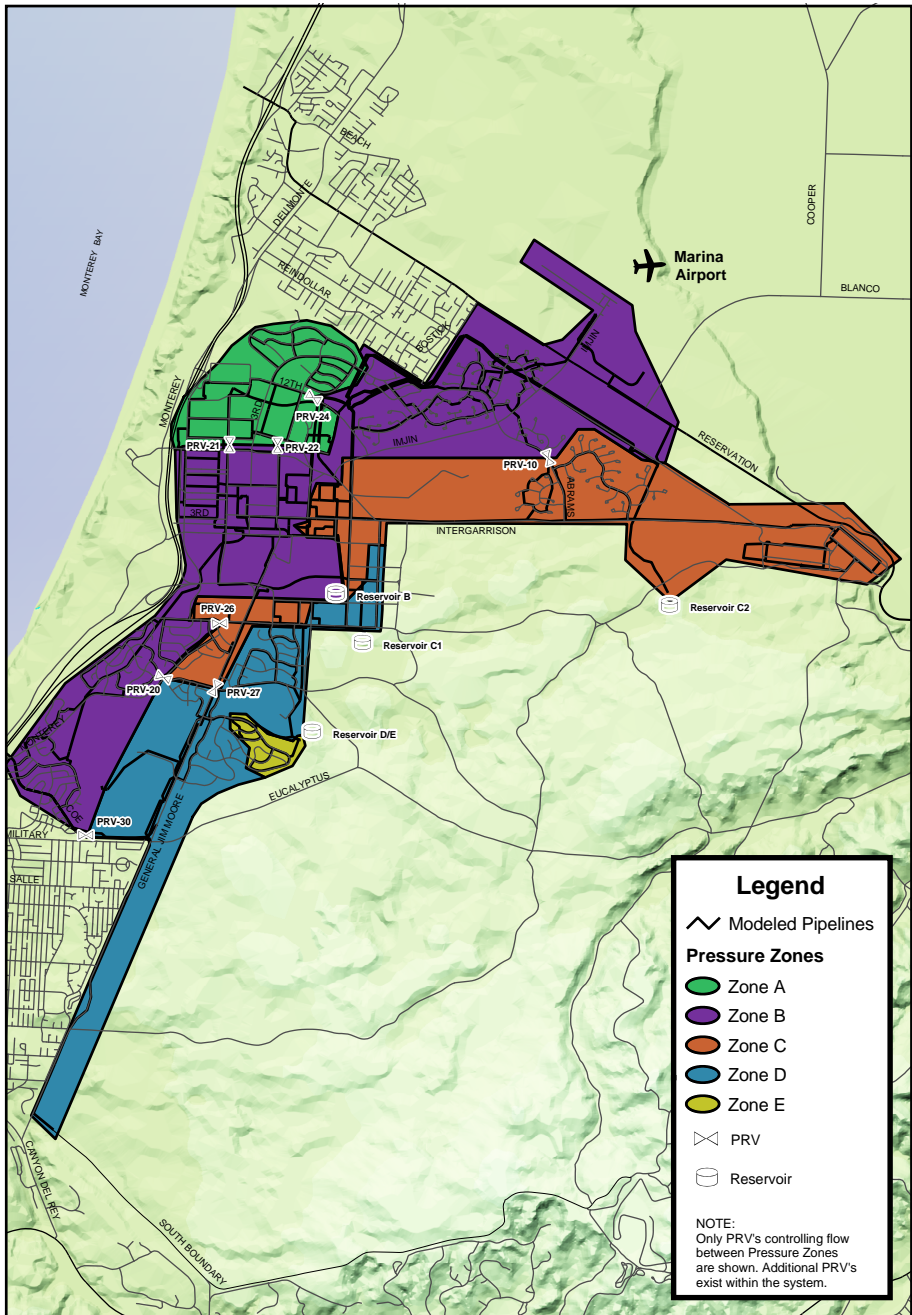 BEACH
DELMONTE
COOPER
MONTEREY BAY
Marina
Airport
REINDOLLAR
BLANCO
BOSTICK
IMJIN
12TH
3RD
MONTEREY
PRV-24
PRV-21
PRV-22
IMJIN
RESERVATION
PRV-10
ABRAMS
3RD
INTERGARRISON
Reservoir B
PRV-26
Reservoir C2
Reservoir C1
PRV-20
PRV-27
Reservoir D/E
MONTEREY
EUCALYPTUS
COE
PRV-30
MILITARY
GENERAL JIM MOORE
SALLE
CANYON DEL REY
SOUTH BOUNDARY
Legend
Modeled Pipelines
Pressure Zones
Zone A
Zone B
Zone C
Zone D
Zone E
PRV
Reservoir
NOTE:
Only PRV's controlling flow
between Pressure Zones
are shown. Additional PRV's
exist within the system.